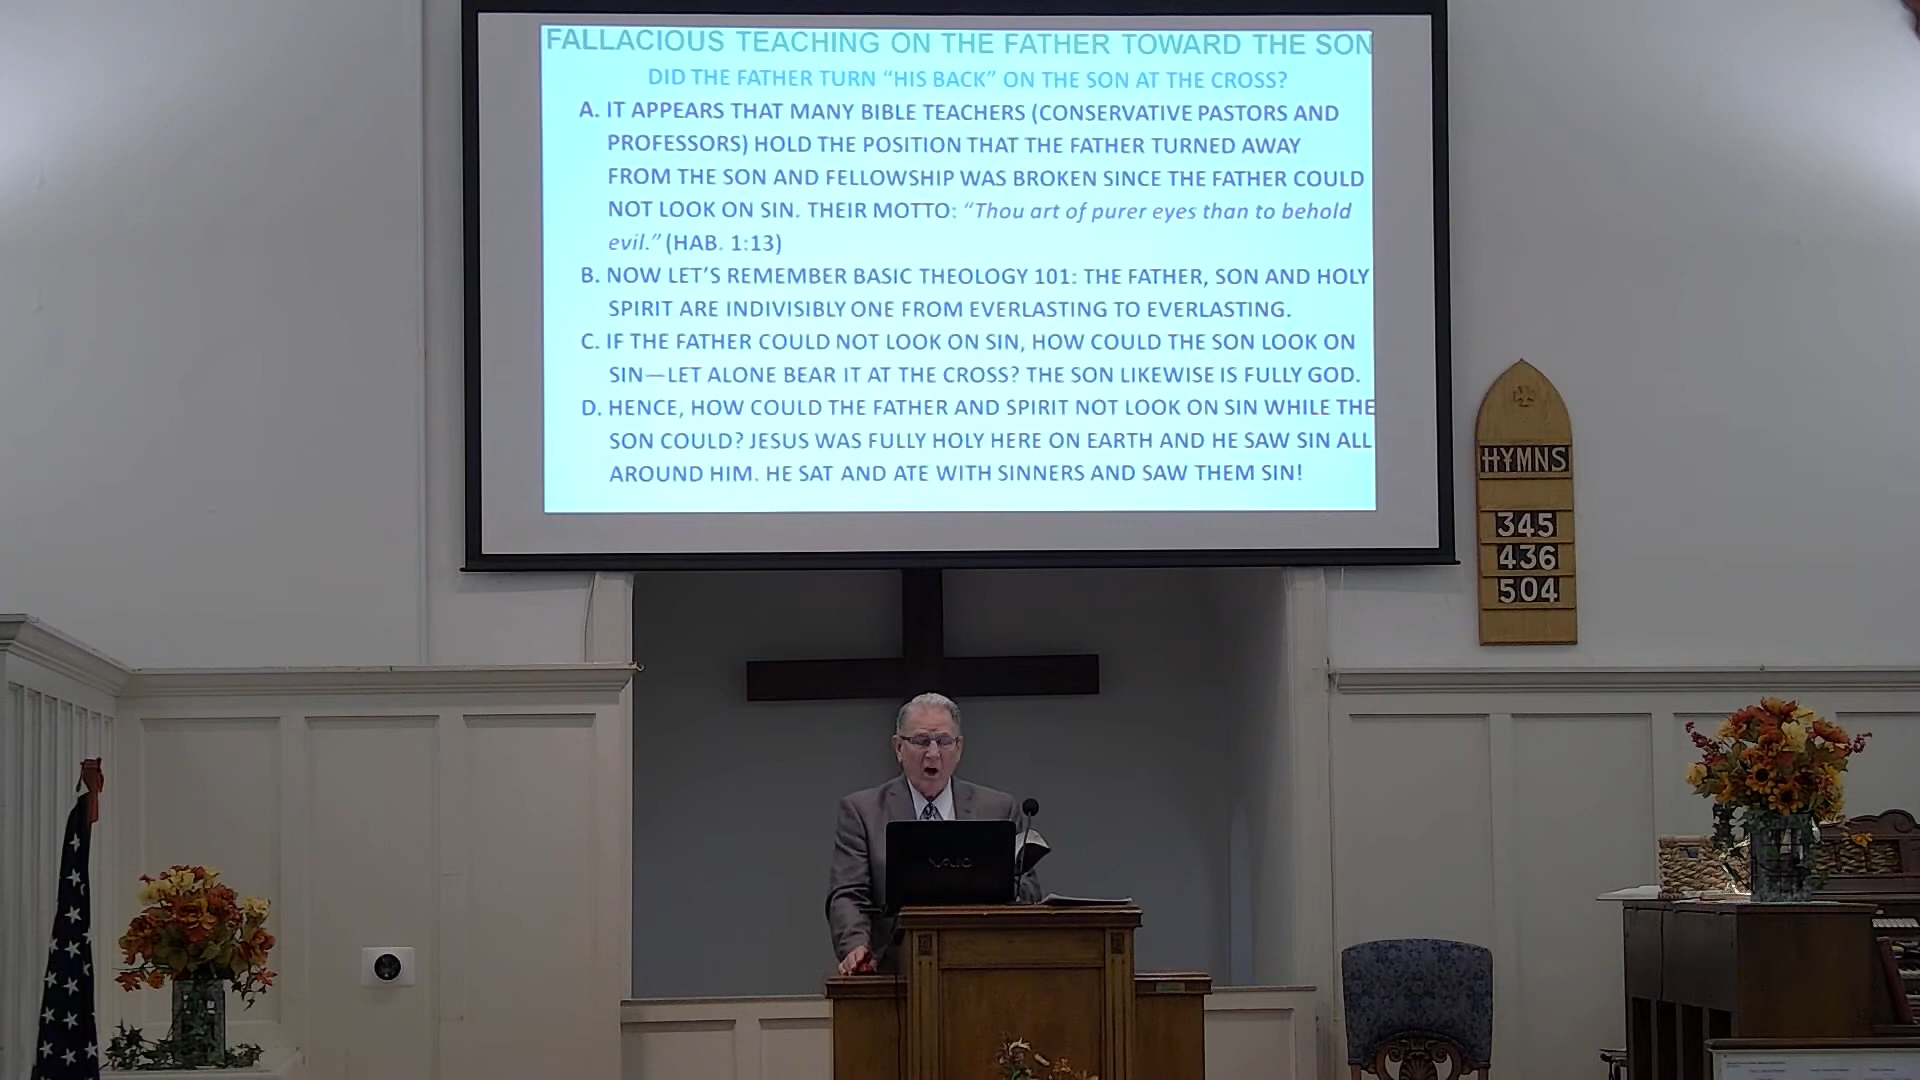 FALLACIOUS TEACHING ON THE FATHER TOWARD THE SON
DID THE FATHER TURN “HIS BACK” ON THE SON AT THE CROSS?
A. IT APPEARS THAT MANY BIBLE TEACHERS (CONSERVATIVE PASTORS AND
PROFESSORS) HOLD THE POSITION THAT THE FATHER TURNED AWAY
FROM THE SON AND FELLOWSHIP WAS BROKEN SINCE THE FATHER COULD
NOT LOOK ON SIN. THEIR MOTTO: “Thou art of purer eyes than to behold
evil.” (HAB. 1:13)
B. NOW LET’S REMEMBER BASIC THEOLOGY 101: THE FATHER, SON AND HOLY
SPIRIT ARE INDIVISIBLY ONE FROM EVERLASTING TO EVERLASTING.
C. IF THE FATHER COULD NOT LOOK ON SIN, HOW COULD THE SON LOOK ON
SIN—LET ALONE BEAR IT AT THE CROSS? THE SON LIKEWISE IS FULLY GOD.
D. HENCE, HOW COULD THE FATHER AND SPIRIT NOT LOOK ON SIN WHILE THE
SON COULD? JESUS WAS FULLY HOLY HERE ON EARTH AND HE SAW SIN ALL
AROUND HIM. HE SAT AND ATE WITH SINNERS AND SAW THEM SIN!
HYMNS
345
436
504
VAIO